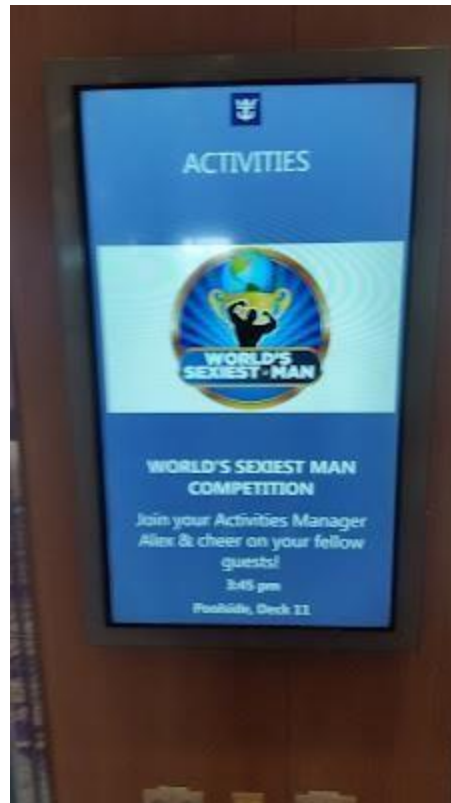 ACTIVITIES
WORLD'S
SEXIEST-MAN
WORLD'S SEXIEST MAN
COMPETITION
Join your Activities Manager
Alex & cheer on your fellow
guests!
3:45 pm
Poolside, Deck 11